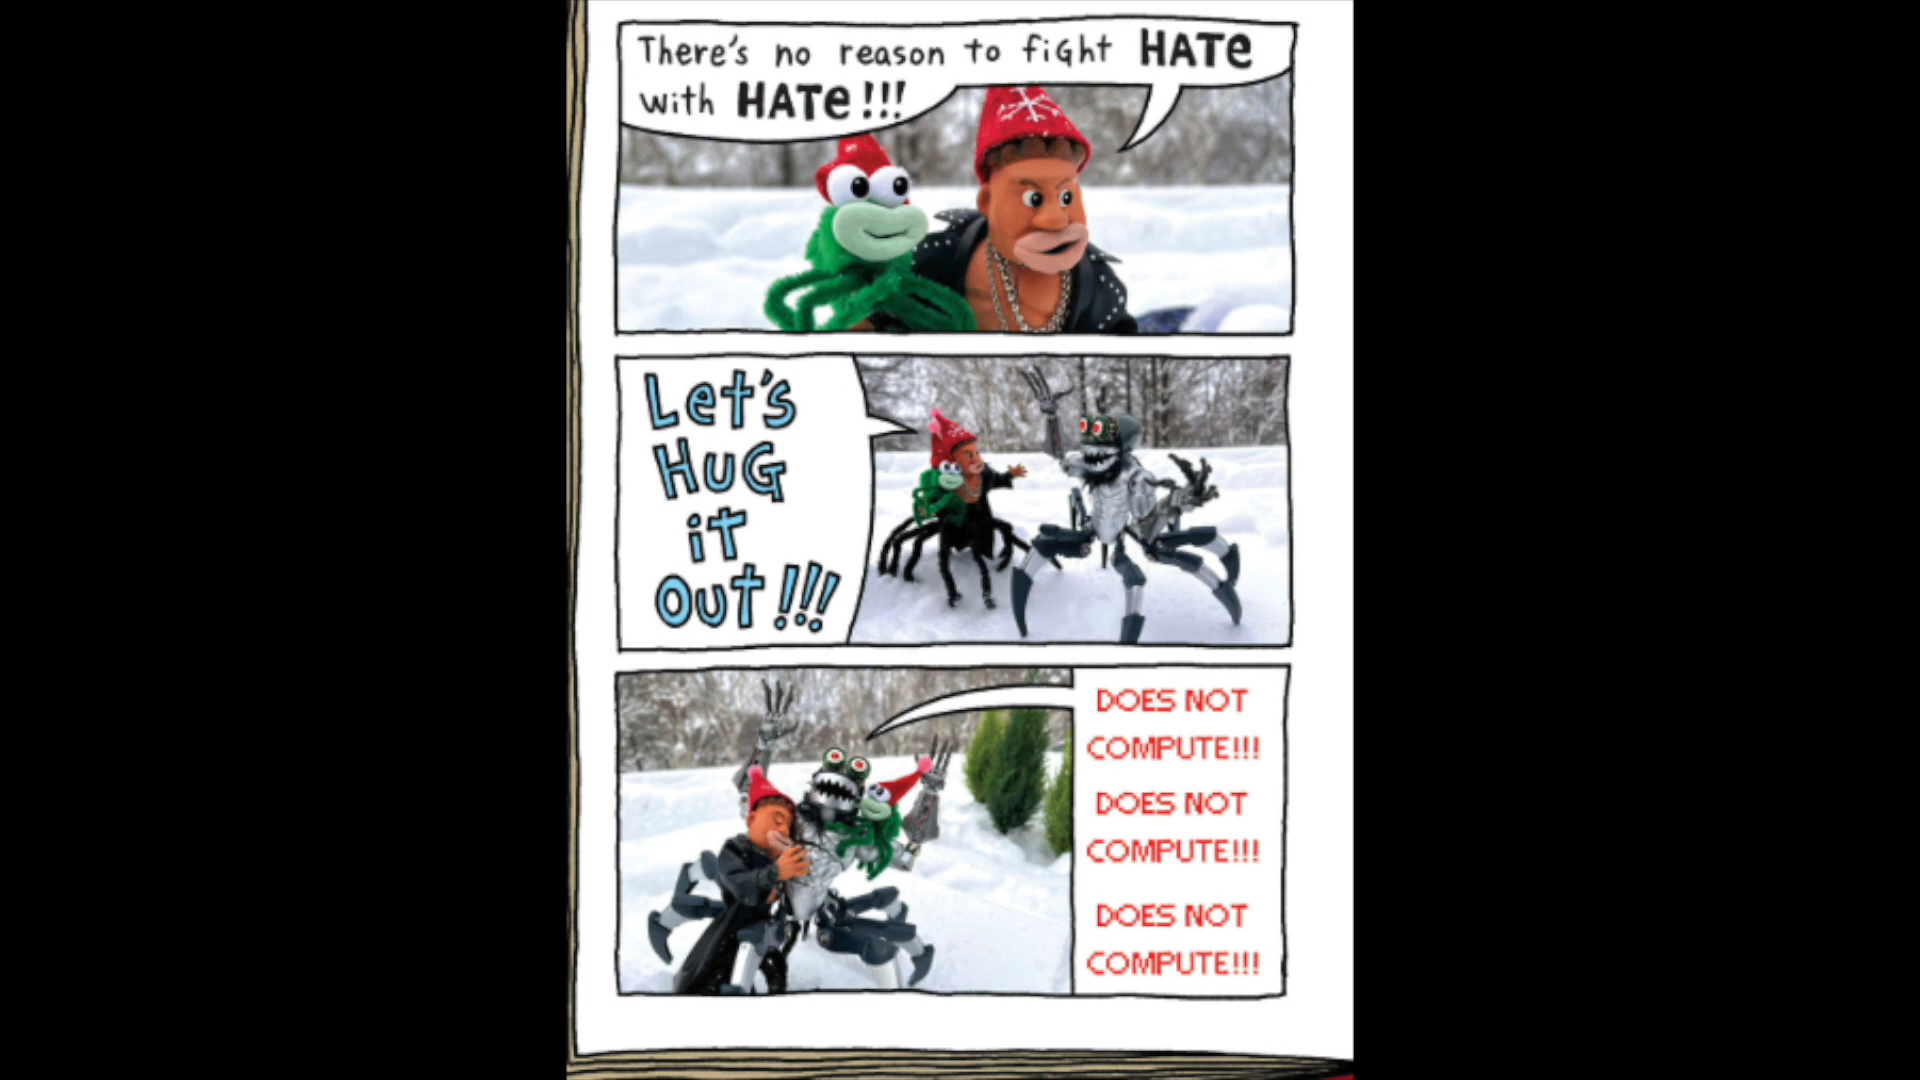 There's no reason to fight HATe
with HATe!!!
Let's
HuG
it
Out!!!
DOES NOT
COMPUTE!!!
DOES NOT
COMPUTE!!!
DOES NOT
COMPUTE!!!